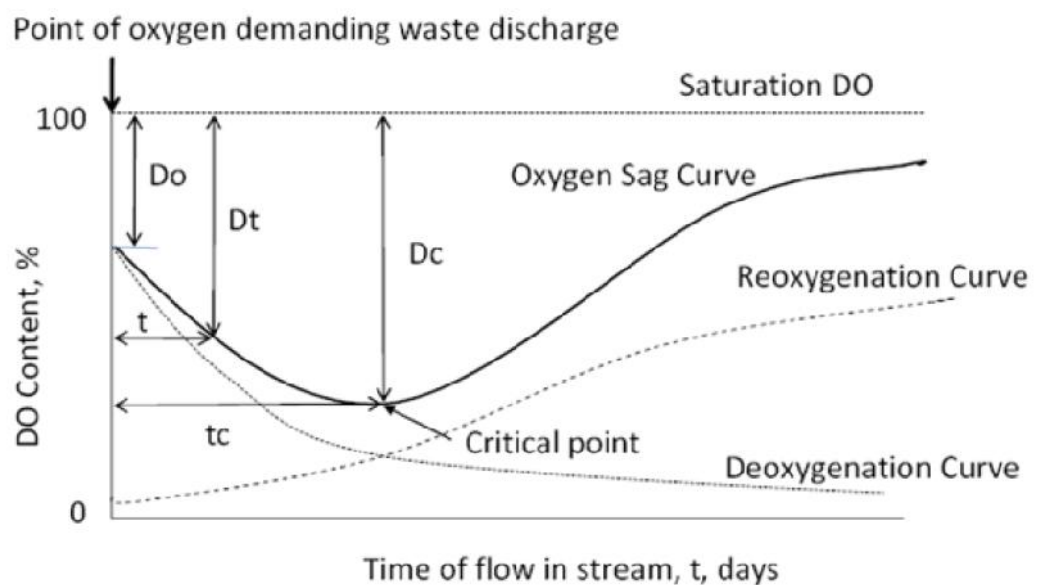 Point of oxygen demanding waste discharge
Saturation DO
100
Do
Oxygen Sag Curve
Dt
Dc
Reoxygenation Curve
t
DO Content, %
tc
Critical point
Deoxygenation Curve
0
Time of flow in stream, t, days